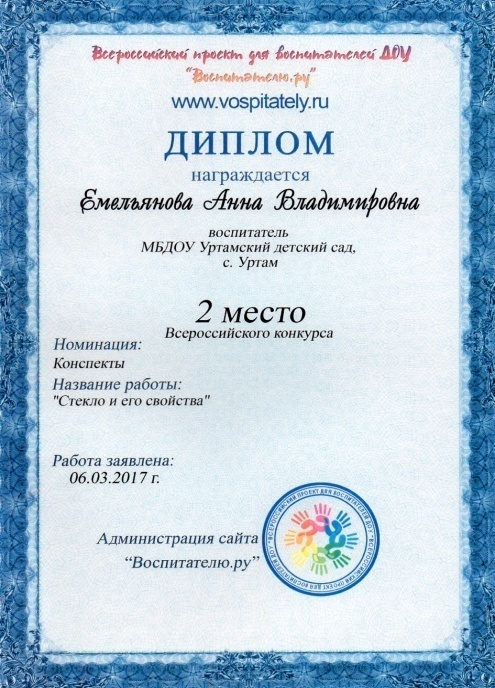 Всероссийский проект для воспитателей ДОУ
"Воспитателю.ру"
www.vospitately.ru
ДИПЛОМ
награждается
Емельянова Анна Владимировна
воспитатель
МБДОУ Уртамский детский сад,
с. Уртам
2 место
Всероссийского конкурса
Номинация:
Конспекты
Название работы:
"Стекло и его свойства"
Работа заявлена:
06.03.2017 г.
Администрация сайта
“Воспитателю.ру”
"ВСЕРОССИЙСКИЙ ПРОЕКТ ДЛЯ ВОСПИТАТЕЛЕЙ ДОУ"